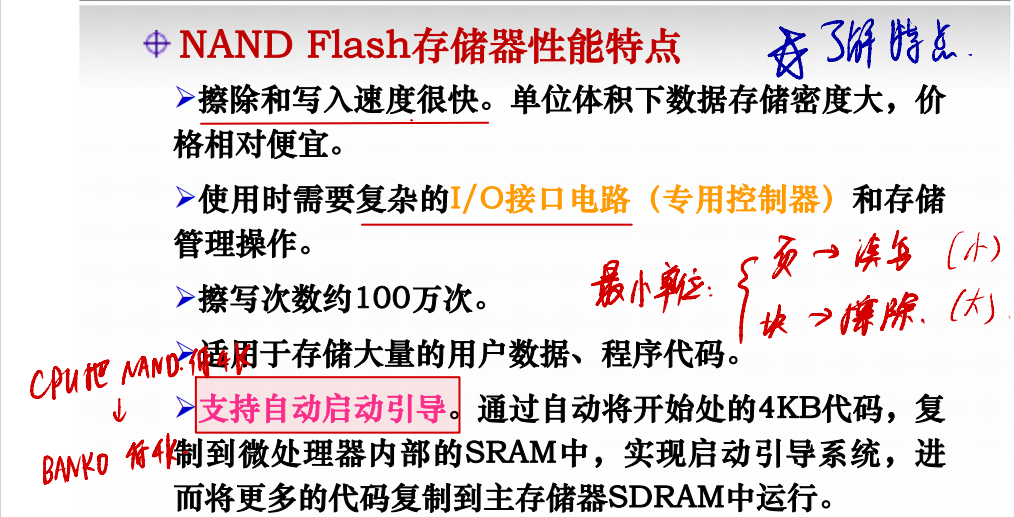 NAND Flash存储器性能特点
了解特点.
➢擦除和写入速度很快。单位体积下数据存储密度大，价
格相对便宜。
➢使用时需要复杂的I/O接口电路（专用控制器）和存储
管理操作。
最小单位:
页→读写(小)
块→擦除.(大).
➢擦写次数约100万次。
➢适用于存储大量的用户数据、程序代码。
CPU把 NAND
↓
BANK0
➢支持自动启动引导。通过自动将开始处的4KB代码，复
制到微处理器内部的SRAM中，实现启动引导系统，进
而将更多的代码复制到主存储器SDRAM中运行。